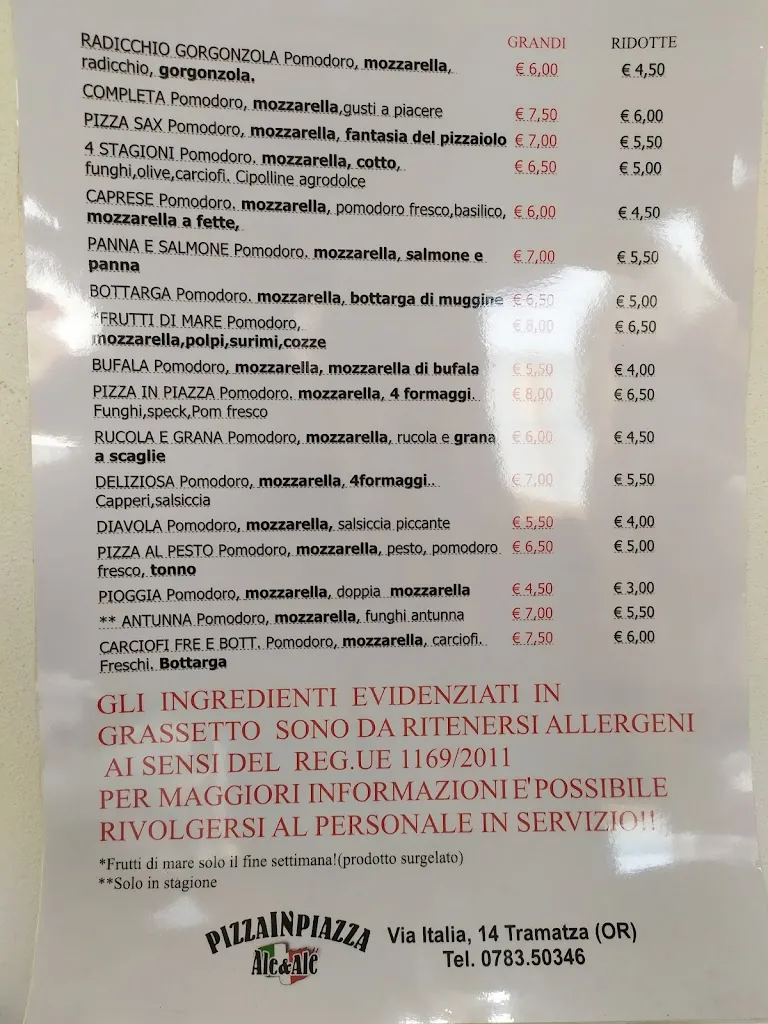 GRANDI RIDOTTE
RADICCHIO GORGONZOLA Pomodoro, mozzarella, € 6,00 € 4,50
radicchio, gorgonzola.
COMPLETA Pomodoro, mozzarella,gusti a piacere € 7,50 € 6,00
PIZZA SAX Pomodoro, mozzarella, fantasia del pizzaiolo € 7,00 € 5,50
4 STAGIONI Pomodoro. mozzarella, cotto, € 6,50 € 5,00
funghi,olive,carciofi. Cipolline agrodolce
CAPRESE Pomodoro. mozzarella, pomodoro fresco,basilico, € 6,00 € 4,50
mozzarella a fette,
PANNA E SALMONE Pomodoro. mozzarella, salmone e € 7,00 € 5,50
panna
BOTTARGA Pomodoro. mozzarella, bottarga di muggine € 6,50 € 5,00
*FRUTTI DI MARE Pomodoro, € 8,00 € 6,50
mozzarella,polpi,surimi,cozze
BUFALA Pomodoro, mozzarella, mozzarella di bufala € 5,50 € 4,00
PIZZA IN PIAZZA Pomodoro. mozzarella, 4 formaggi. € 8,00 € 6,50
Funghi,speck,Pom fresco
RUCOLA E GRANA Pomodoro, mozzarella, rucola e grana € 6,00 € 4,50
a scaglie
DELIZIOSA Pomodoro, mozzarella, 4formaggi.. € 7,00 € 5,50
Capperi,salsiccia
DIAVOLA Pomodoro, mozzarella, salsiccia piccante € 5,50 € 4,00
PIZZA AL PESTO Pomodoro, mozzarella, pesto, pomodoro € 6,50 € 5,00
fresco, tonno
PIOGGIA Pomodoro, mozzarella, doppia mozzarella € 4,50 € 3,00
** ANTUNNA Pomodoro, mozzarella, funghi antunna € 7,00 € 5,50
CARCIOFI FRE E BOTT. Pomodoro, mozzarella, carciofi. € 7,50 € 6,00
Freschi. Bottarga
GLI INGREDIENTI EVIDENZIATI IN
GRASSETTO SONO DA RITENERSI ALLERGENI
AI SENSI DEL REG.UE 1169/2011
PER MAGGIORI INFORMAZIONI E'POSSIBILE
RIVOLGERSI AL PERSONALE IN SERVIZIO!!
*Frutti di mare solo il fine settimana!(prodotto surgelato)
**Solo in stagione
PIZZAINPIAZZA
Ale&Ale
Via Italia, 14 Tramatza (OR)
Tel. 0783.50346